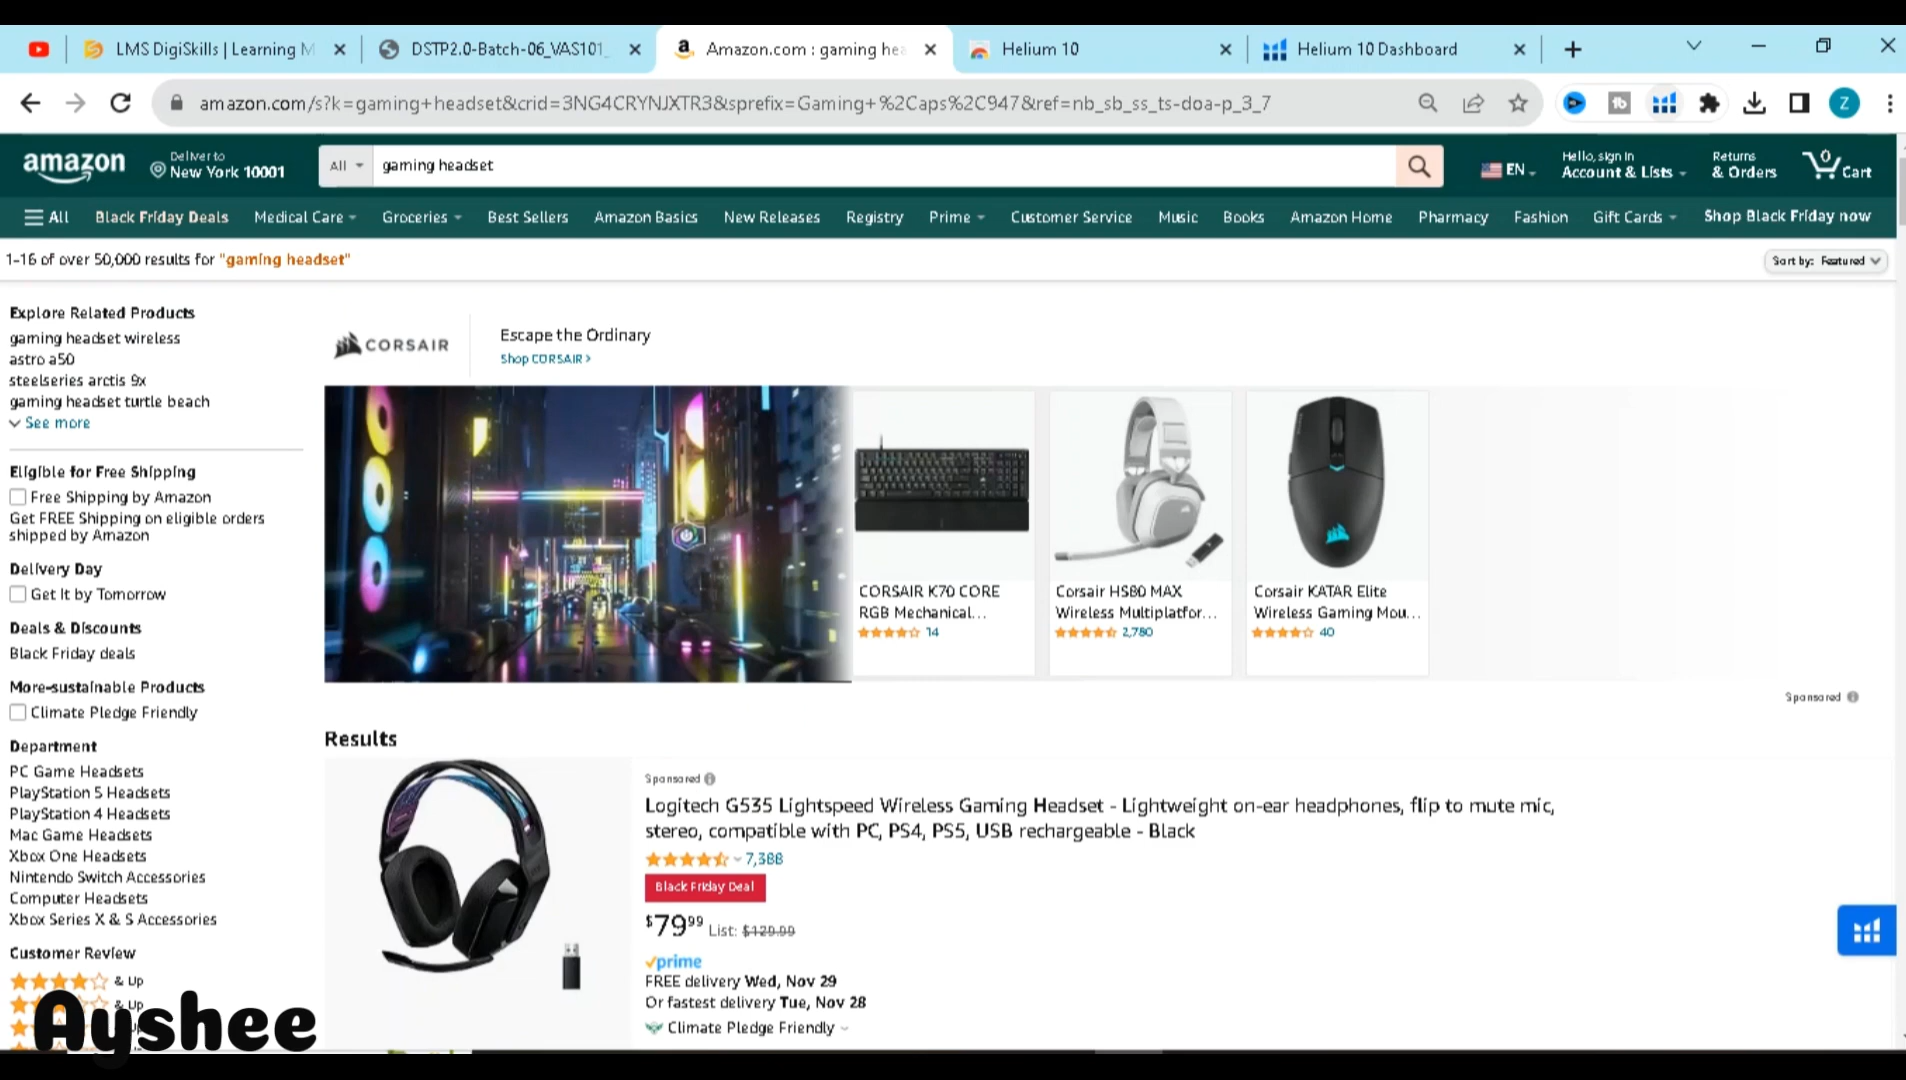 LMS DigiSkills | Learning M
DSTP2.0-Batch-06_VAS101_
Amazon.com : gaming hea
Helium 10
Helium 10 Dashboard
amazon.com/s?k=gaming+headset&crid=3NG4CRYNJXTR3&sprefix=Gaming+%2Caps%2C947&ref=nb_sb_ss_ts-doa-p_3_7
Z
amazon
Deliver to
New York 10001
All
gaming headset
EN
Hello, sign in
Account & Lists
Returns
& Orders
0
Cart
All
Black Friday Deals
Medical Care
Groceries
Best Sellers
Amazon Basics
New Releases
Registry
Prime
Customer Service
Music
Books
Amazon Home
Pharmacy
Fashion
Gift Cards
Shop Black Friday now
1-16 of over 50,000 results for "gaming headset"
Sort by: Featured
Explore Related Products
gaming headset wireless
astro a50
steelseries arctis 9x
gaming headset turtle beach
See more
Eligible for Free Shipping
Free Shipping by Amazon
Get FREE Shipping on eligible orders
shipped by Amazon
Delivery Day
Get It by Tomorrow
Deals & Discounts
Black Friday deals
More-sustainable Products
Climate Pledge Friendly
Department
PC Game Headsets
PlayStation 5 Headsets
PlayStation 4 Headsets
Mac Game Headsets
Xbox One Headsets
Nintendo Switch Accessories
Computer Headsets
Xbox Series X & S Accessories
Customer Review
& Up
& Up
Ayshee
CORSAIR
Escape the Ordinary
Shop CORSAIR >
CORSAIR K70 CORE
RGB Mechanical...
14
Corsair HS80 MAX
Wireless Multiplatfor...
2,780
Corsair KATAR Elite
Wireless Gaming Mou...
40
Sponsored
Results
Sponsored
Logitech G535 Lightspeed Wireless Gaming Headset - Lightweight on-ear headphones, flip to mute mic,
stereo, compatible with PC, PS4, PS5, USB rechargeable - Black
7,388
Black Friday Deal
$79.99 List: $129.99
prime
FREE delivery Wed, Nov 29
Or fastest delivery Tue, Nov 28
Climate Pledge Friendly